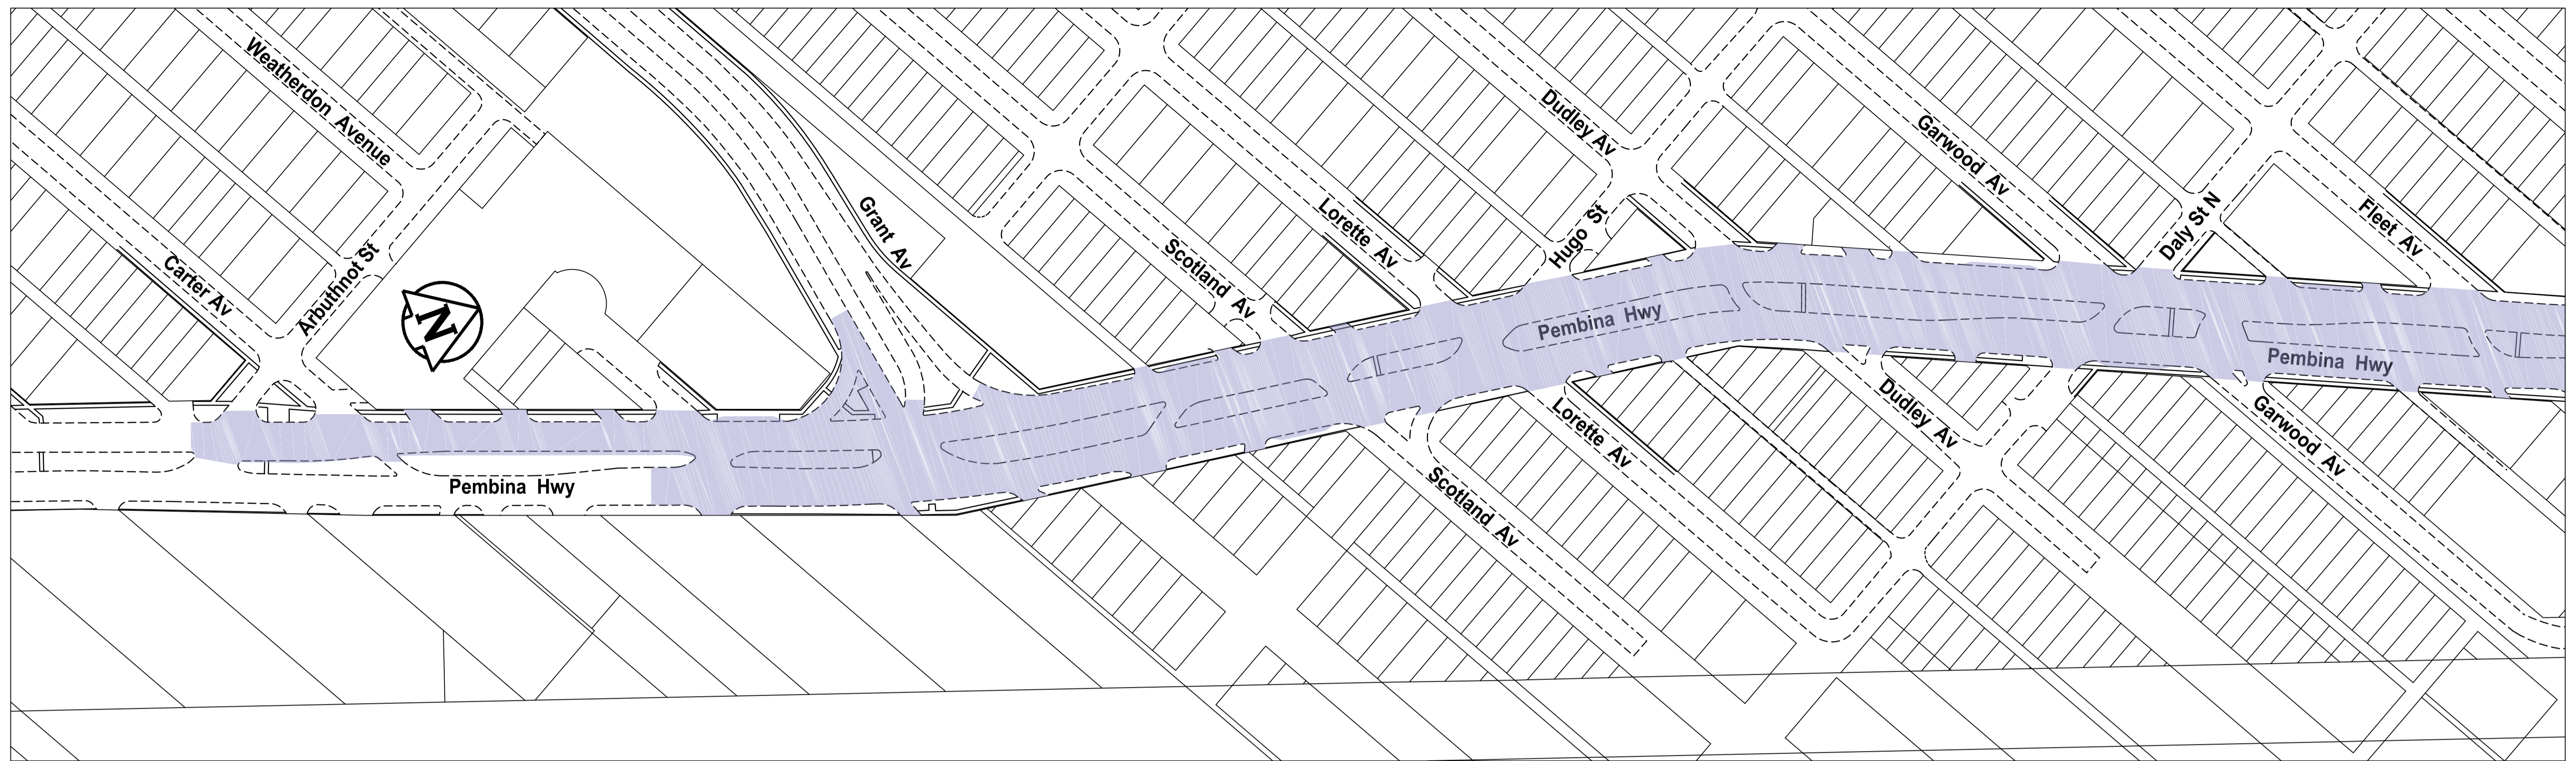 Weatherdon Avenue
Carter Av
Arbuthnot St
N
Grant Av
Scotland Av
Lorette Av
Hugo St
Dudley Av
Garwood Av
Daly St N
Fleet Av
Pembina Hwy
Pembina Hwy
Pembina Hwy
Scotland Av
Lorette Av
Dudley Av
Garwood Av